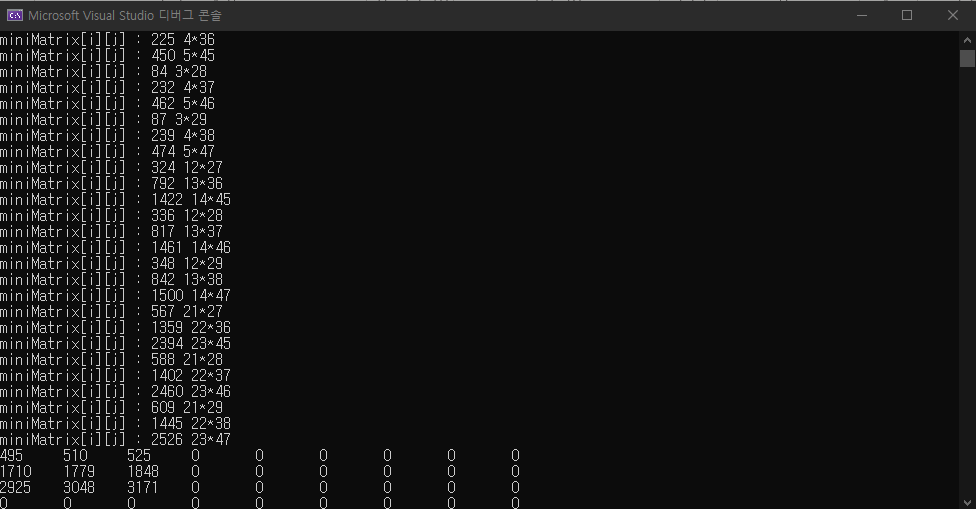 Microsoft Visual Studio 디버그 콘솔
miniMatrix[i][j] : 225 4*36
miniMatrix[i][j] : 450 5*45
miniMatrix[i][j] : 84 3*28
miniMatrix[i][j] : 232 4*37
miniMatrix[i][j] : 462 5*46
miniMatrix[i][j] : 87 3*29
miniMatrix[i][j] : 239 4*38
miniMatrix[i][j] : 474 5*47
miniMatrix[i][j] : 324 12*27
miniMatrix[i][j] : 792 13*36
miniMatrix[i][j] : 1422 14*45
miniMatrix[i][j] : 336 12*28
miniMatrix[i][j] : 817 13*37
miniMatrix[i][j] : 1461 14*46
miniMatrix[i][j] : 348 12*29
miniMatrix[i][j] : 842 13*38
miniMatrix[i][j] : 1500 14*47
miniMatrix[i][j] : 567 21*27
miniMatrix[i][j] : 1359 22*36
miniMatrix[i][j] : 2394 23*45
miniMatrix[i][j] : 588 21*28
miniMatrix[i][j] : 1402 22*37
miniMatrix[i][j] : 2460 23*46
miniMatrix[i][j] : 609 21*29
miniMatrix[i][j] : 1445 22*38
miniMatrix[i][j] : 2526 23*47
495 510 525 0 0 0 0 0 0
1710 1779 1848 0 0 0 0 0 0
2925 3048 3171 0 0 0 0 0 0
0 0 0 0 0 0 0 0 0